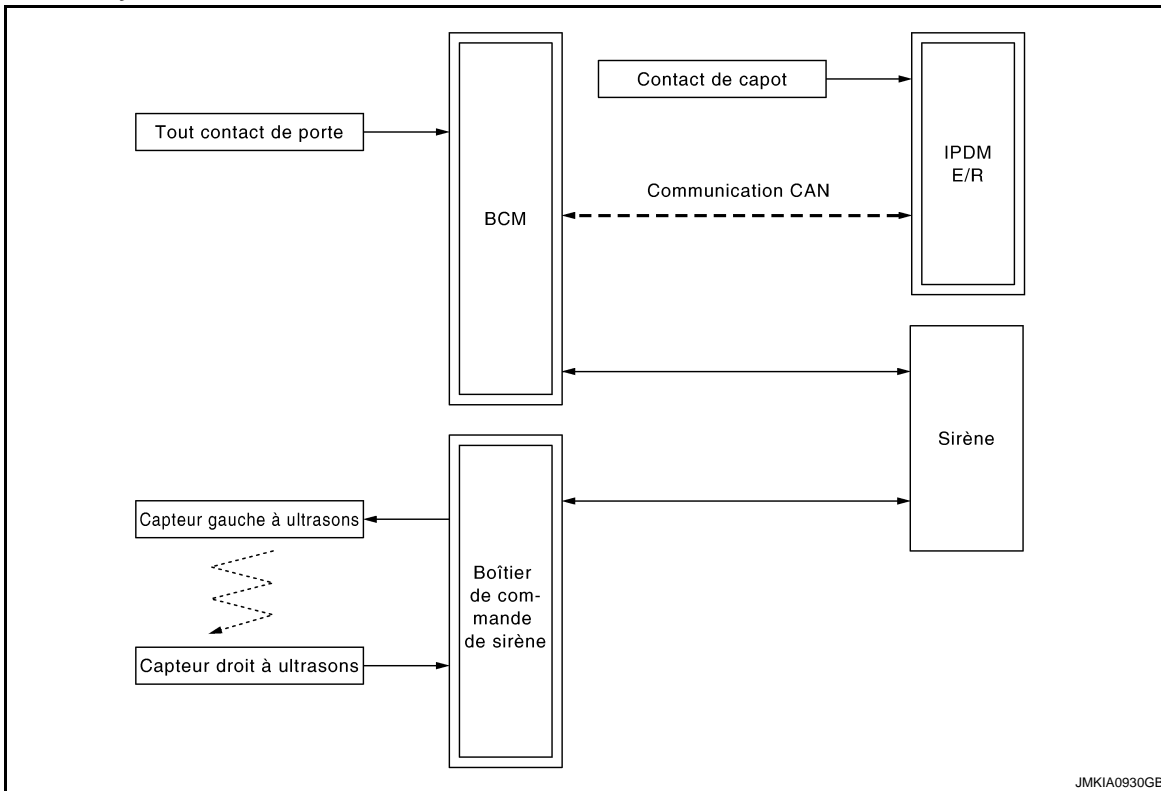 Contact de capot
Tout contact de porte
IPDM
E/R
Communication CAN
BCM
Sirène
Capteur gauche à ultrasons
Boîtier
de com-
mande
de sirène
Capteur droit à ultrasons
JMKIA0930GB